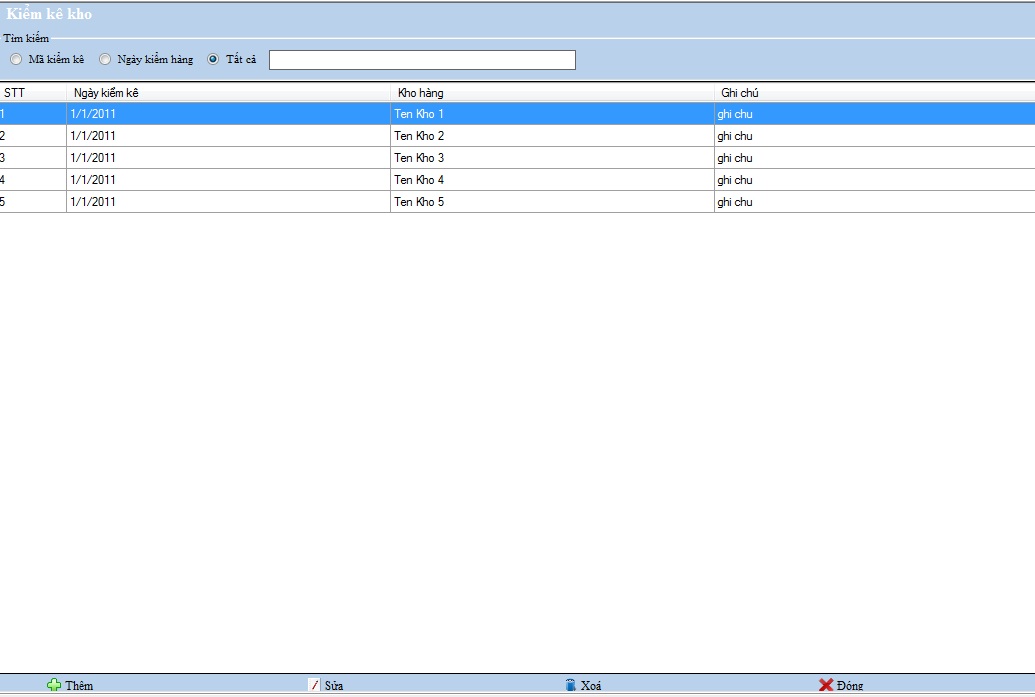 Kiểm kê kho
Tìm kiếm
Mã kiểm kê Ngày kiểm hàng Tất cả
STT Ngày kiểm kê Kho hàng Ghi chú
1 1/1/2011 Ten Kho 1 ghi chu
2 1/1/2011 Ten Kho 2 ghi chu
3 1/1/2011 Ten Kho 3 ghi chu
4 1/1/2011 Ten Kho 4 ghi chu
5 1/1/2011 Ten Kho 5 ghi chu
Thêm Sửa Xoá Đóng